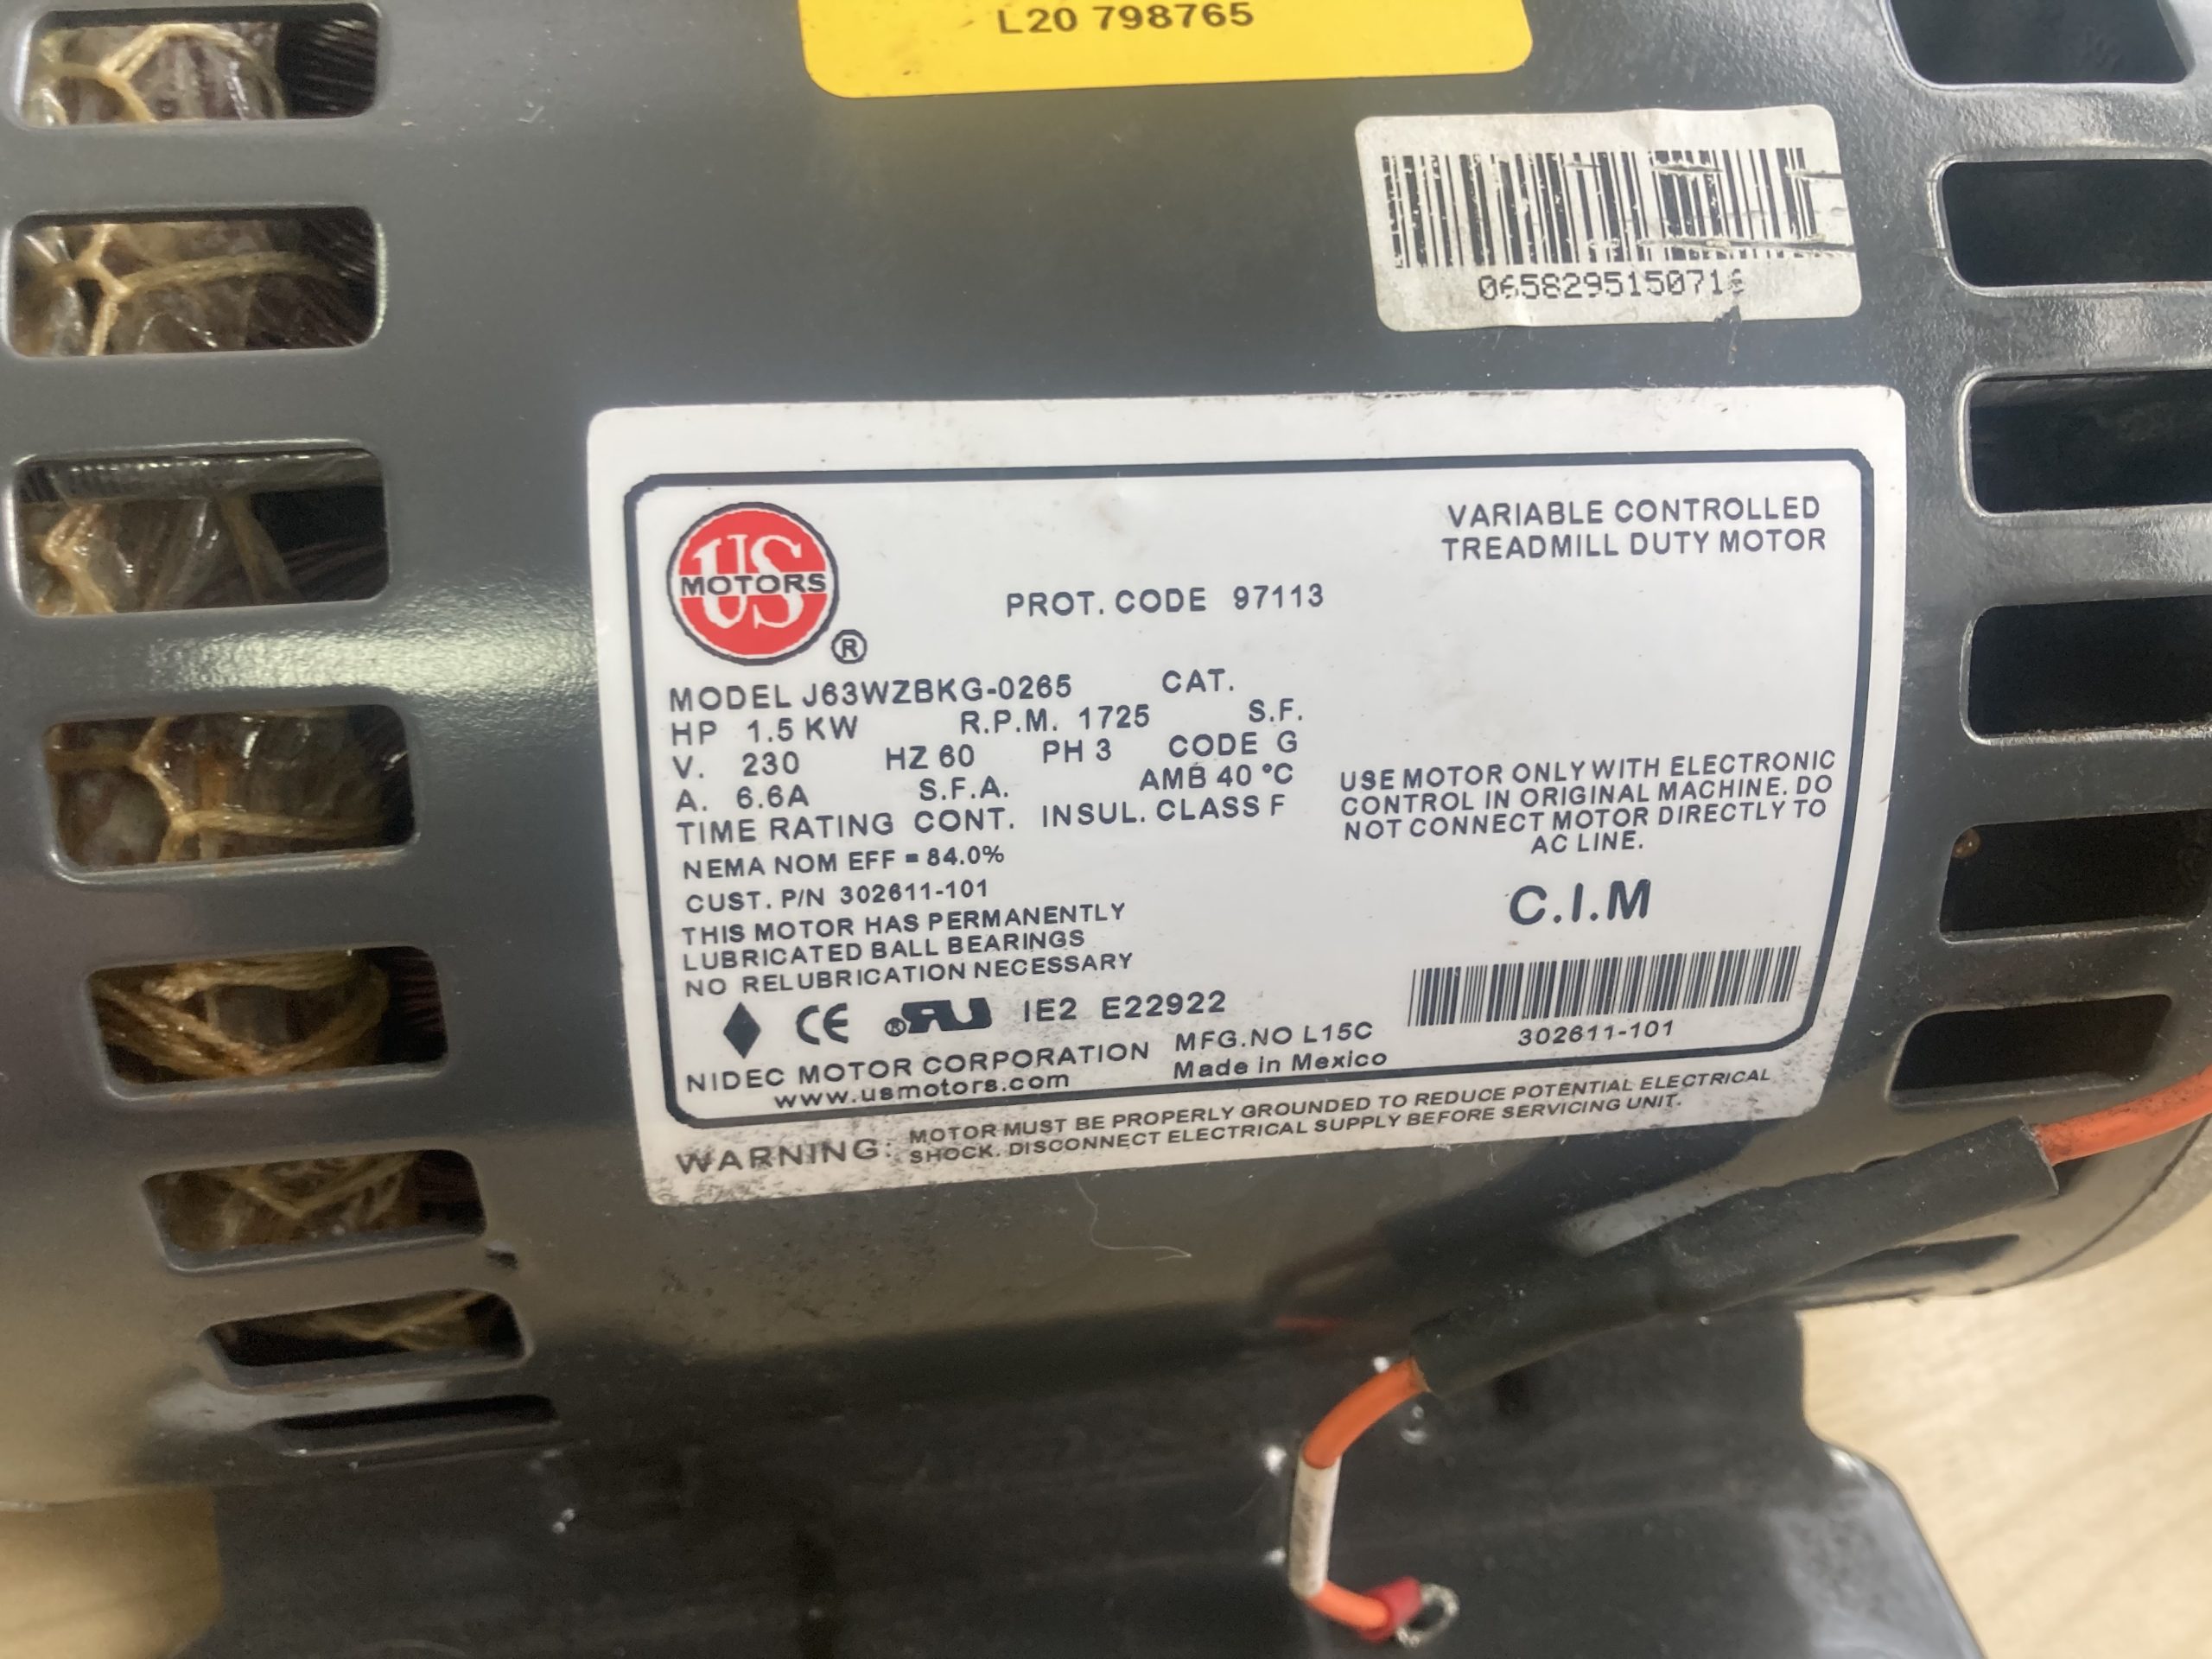 L20 798765
065829515071
US
MOTORS
®
VARIABLE CONTROLLED
TREADMILL DUTY MOTOR
PROT. CODE 97113
MODEL J63WZBKG-0265 CAT.
HP 1.5 KW R.P.M. 1725 S.F.
V. 230 HZ 60 PH 3 CODE G
A. 6.6A S.F.A. AMB 40 °C
TIME RATING CONT. INSUL. CLASS F
NEMA NOM EFF = 84.0%
CUST. P/N 302611-101
THIS MOTOR HAS PERMANENTLY
LUBRICATED BALL BEARINGS
NO RELUBRICATION NECESSARY
USE MOTOR ONLY WITH ELECTRONIC
CONTROL IN ORIGINAL MACHINE. DO
NOT CONNECT MOTOR DIRECTLY TO
AC LINE.
C.I.M
CE ® RU IE2 E22922
302611-101
NIDEC MOTOR CORPORATION MFG.NO L15C
www.usmotors.com Made in Mexico
WARNING: MOTOR MUST BE PROPERLY GROUNDED TO REDUCE POTENTIAL ELECTRICAL
SHOCK. DISCONNECT ELECTRICAL SUPPLY BEFORE SERVICING UNIT.